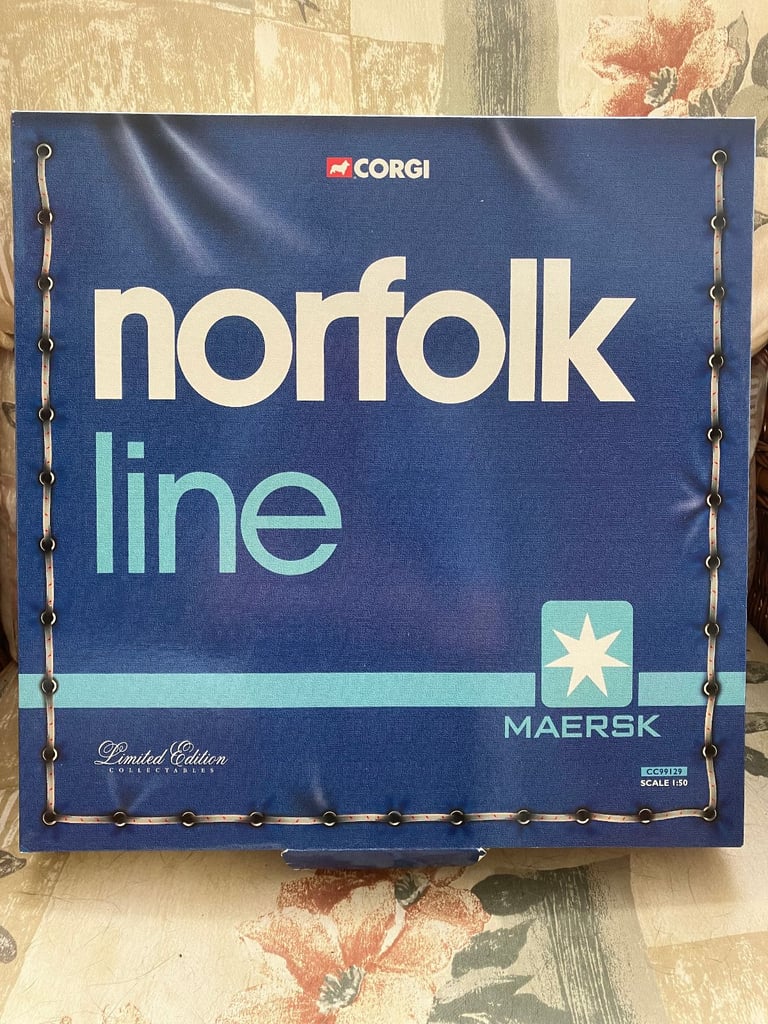 CORGI
norfolk
line
MAERSK
Limited Edition
COLLECTABLES
CC99129
SCALE 1:50